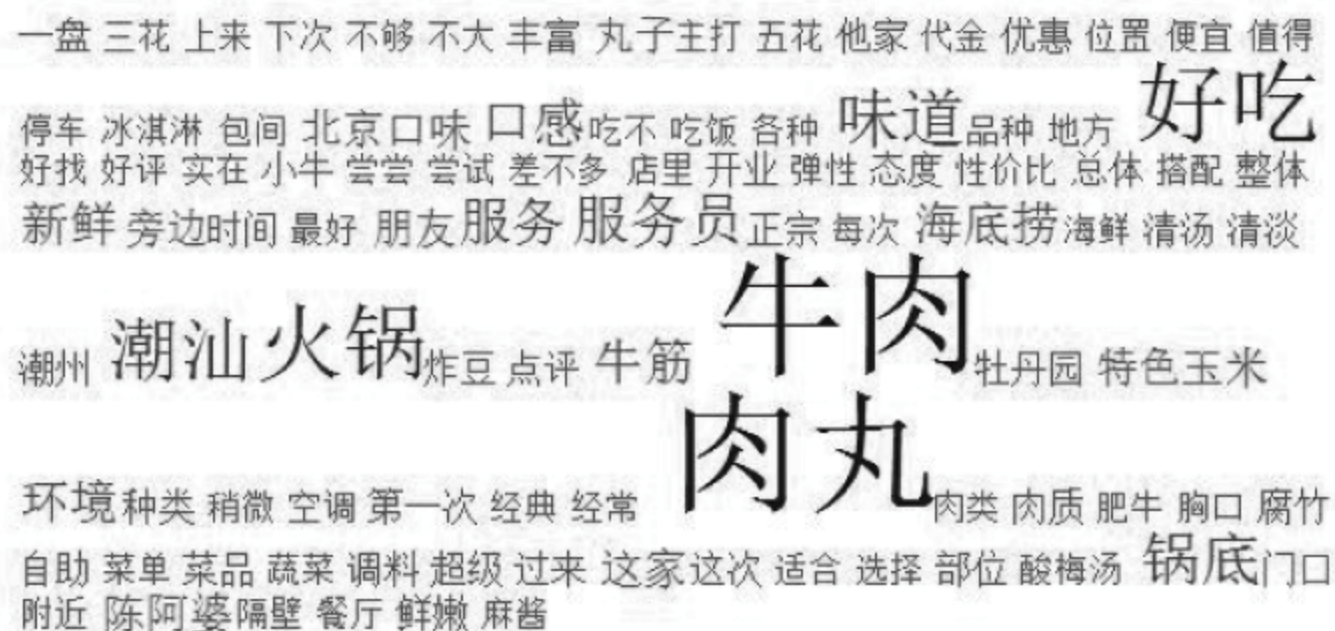 一盘 三花 上来 下次 不够 不大 丰富 丸子 主打 五花 他家 代金 优惠 位置 便宜 值得
停车 冰淇淋 包间 北京 口味 口感 吃不 吃饭 各种 味道 品种 地方 好吃
好找 好评 实在 小牛 尝尝 尝试 差不多 店里 开业 弹性 态度 性价比 总体 搭配 整体
新鲜 旁边 时间 最好 朋友 服务 服务员 正宗 每次 海底捞 海鲜 清汤 清淡
潮州 潮汕 火锅 炸豆 点评 牛筋 牛肉 牡丹园 特色 玉米
环境 种类 稍微 空调 第一次 经典 经常 肉丸 肉类 肉质 肥牛 胸口 腐竹
自助 菜单 菜品 蔬菜 调料 超级 过来 这家 这次 适合 选择 部位 酸梅汤 锅底 门口
附近 陈阿婆 隔壁 餐厅 鲜嫩 麻酱